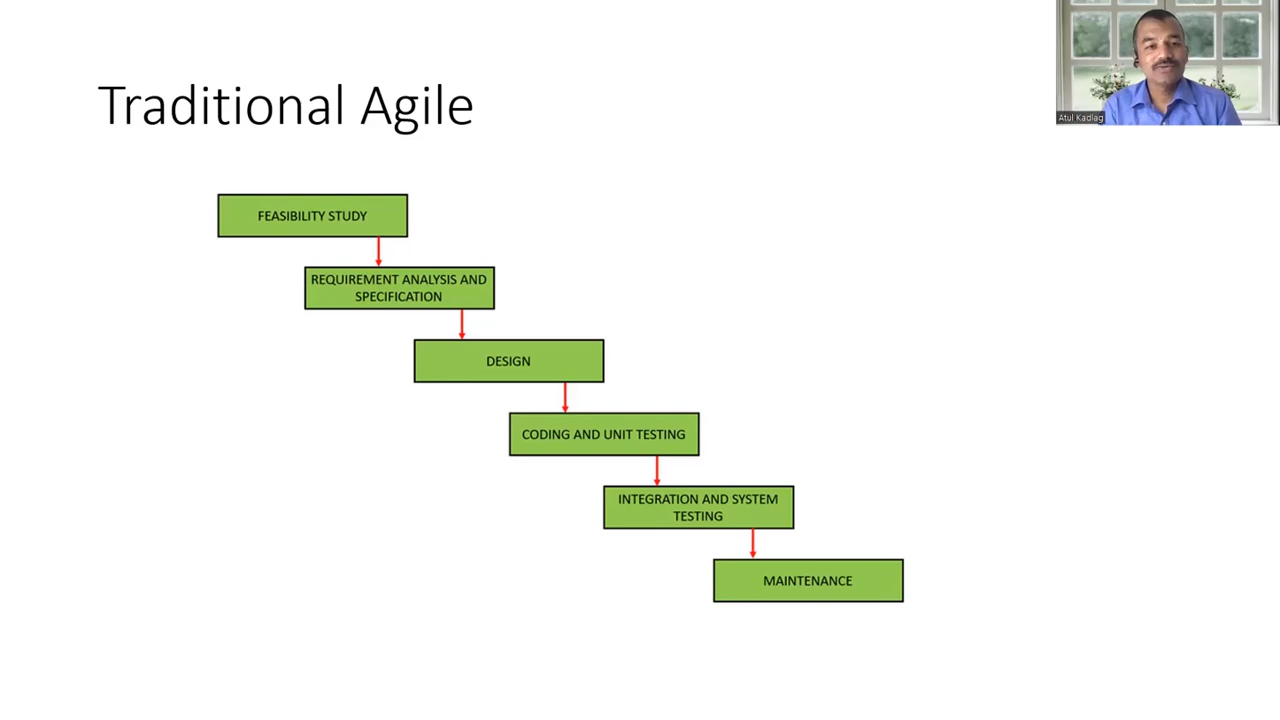 Traditional Agile
Atul Kadlag
FEASIBILITY STUDY
REQUIREMENT ANALYSIS AND
SPECIFICATION
DESIGN
CODING AND UNIT TESTING
INTEGRATION AND SYSTEM
TESTING
MAINTENANCE